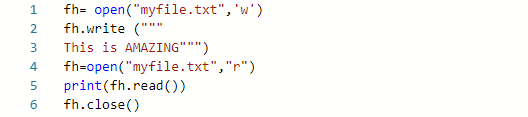 1 fh= open("myfile.txt",'w')
2 fh.write ("""
3 This is AMAZING""")
4 fh=open("myfile.txt","r")
5 print(fh.read())
6 fh.close()